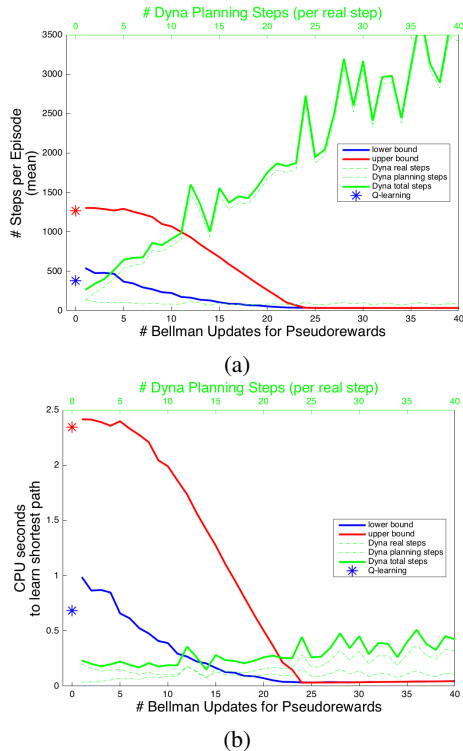 # Dyna Planning Steps (per real step)
0 5 10 15 20 25 30 35 40
3500
3000
2500
2000
1500
1000
500
0
# Steps per Episode
(mean)
lower bound
upper bound
Dyna real steps
Dyna planning steps
Dyna total steps
Q-learning
0 5 10 15 20 25 30 35 40
# Bellman Updates for Pseudorewards
(a)
# Dyna Planning Steps (per real step)
0 5 10 15 20 25 30 35 40
2.5
2
1.5
1
0.5
0
CPU seconds
to learn shortest path
lower bound
upper bound
Dyna real steps
Dyna planning steps
Dyna total steps
Q-learning
0 5 10 15 20 25 30 35 40
# Bellman Updates for Pseudorewards
(b)